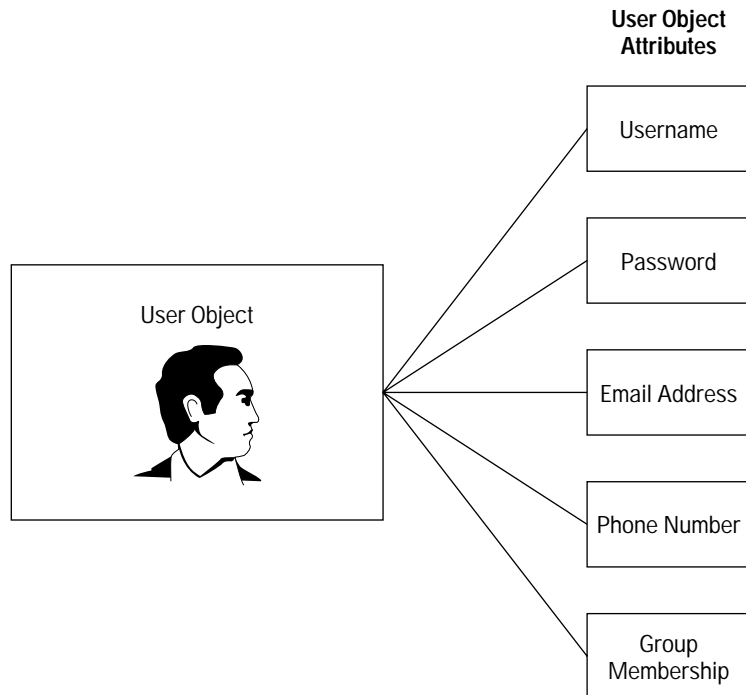 User Object
Attributes
Username
Password
User Object
Email Address
Phone Number
Group
Membership